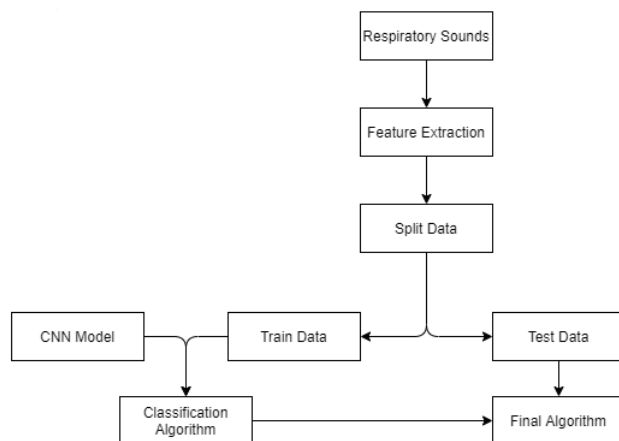 Respiratory Sounds
Feature Extraction
Split Data
CNN Model
Train Data
Test Data
Classification
Algorithm
Final Algorithm